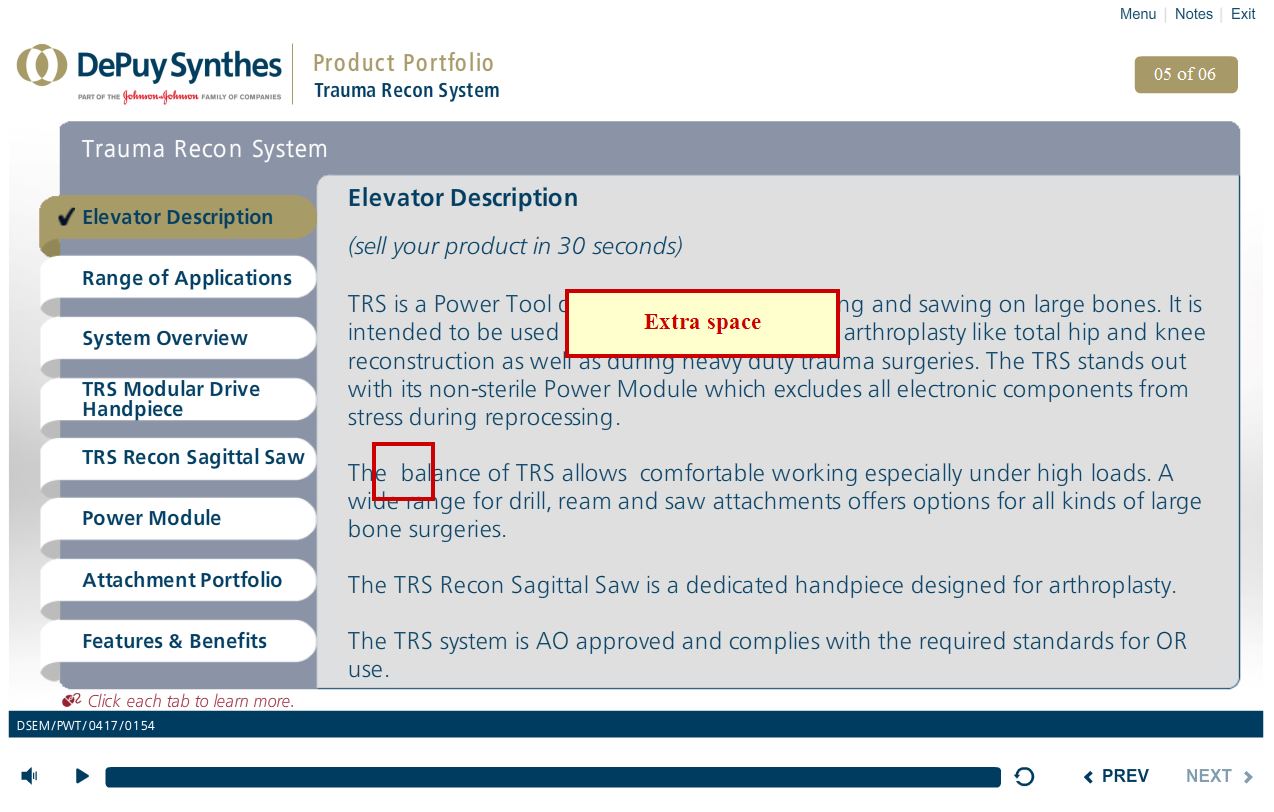 Menu | Notes | Exit
DePuy Synthes
PART OF THE Johnson & Johnson FAMILY OF COMPANIES
Product Portfolio
Trauma Recon System
05 of 06
Trauma Recon System
Elevator Description
Range of Applications
System Overview
TRS Modular Drive
Handpiece
TRS Recon Sagittal Saw
Power Module
Attachment Portfolio
Features & Benefits
Elevator Description
(sell your product in 30 seconds)
TRS is a Power Tool ng and sawing on large bones. It is
Extra space
intended to be used arthroplasty like total hip and knee
reconstruction as well as during heavy duty trauma surgeries. The TRS stands out
with its non-sterile Power Module which excludes all electronic components from
stress during reprocessing.
The  balance of TRS allows  comfortable working especially under high loads. A
wide range for drill, ream and saw attachments offers options for all kinds of large
bone surgeries.
The TRS Recon Sagittal Saw is a dedicated handpiece designed for arthroplasty.
The TRS system is AO approved and complies with the required standards for OR
use.
Click each tab to learn more.
DSEM/PWT/0417/0154
PREV
NEXT